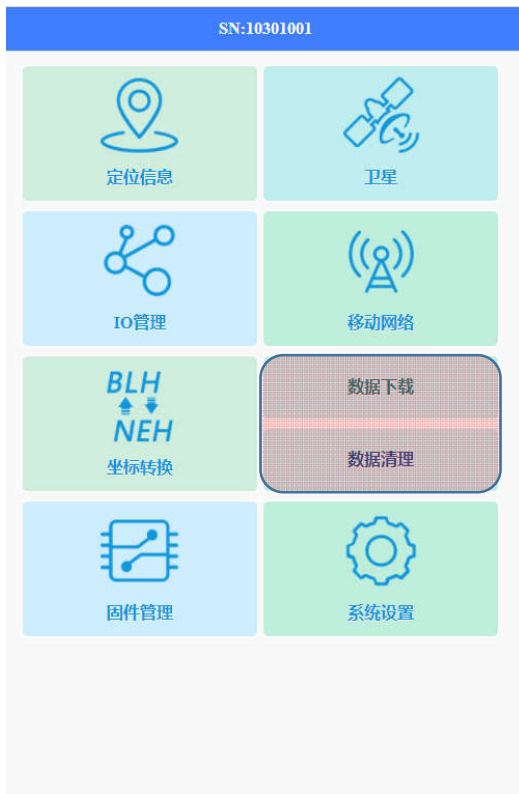 SN:10301001
定位信息
卫星
IO管理
移动网络
BLH
NEH
坐标转换
数据下载
数据清理
固件管理
系统设置